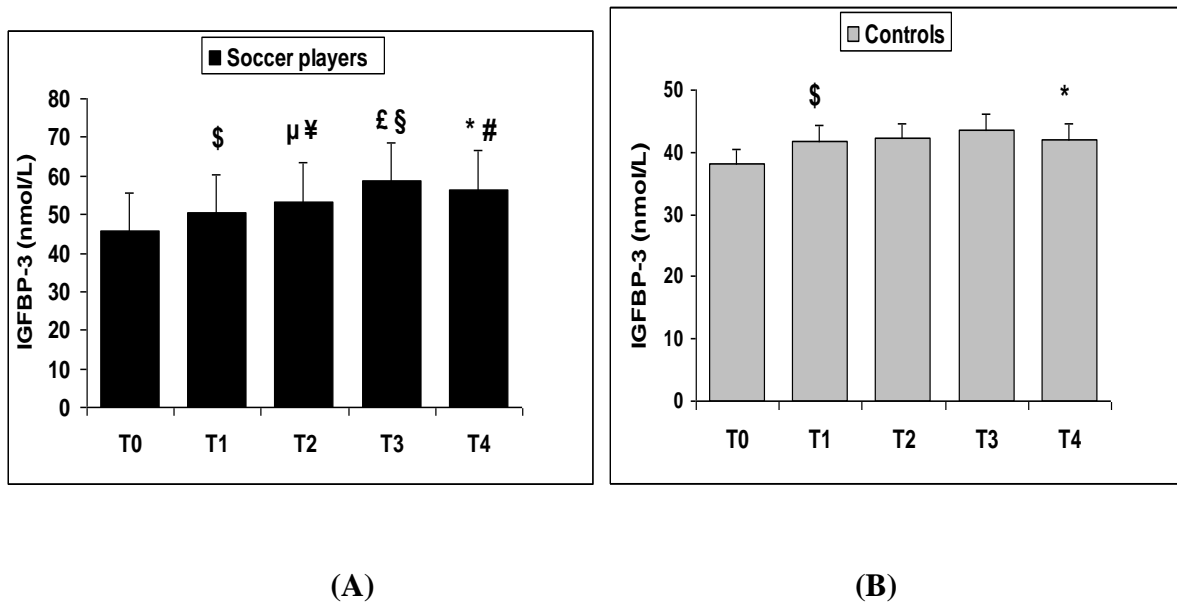 Soccer players
IGFBP-3 (nmol/L)
80
70
60
50
40
30
20
10
0
$
µ ¥
£ §
* #
T0 T1 T2 T3 T4
Controls
IGFBP-3 (nmol/L)
50
40
30
20
10
0
$
*
T0 T1 T2 T3 T4
(A) (B)